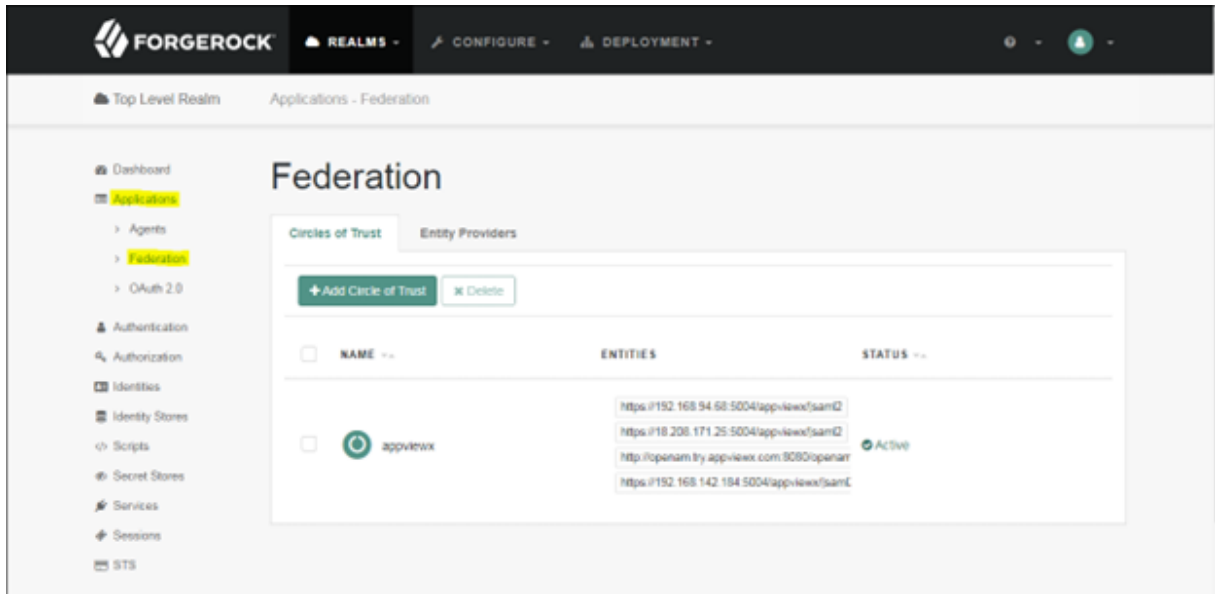 FORGEROCK REALMS CONFIGURE DEPLOYMENT
Top Level Realm Applications - Federation
Dashboard
Applications
Agents
Federation
OAuth 2.0
Authentication
Authorization
Identities
Identity Stores
Scripts
Secret Stores
Services
Sessions
STS
Federation
Circles of Trust Entity Providers
+ Add Circle of Trust × Delete
NAME ENTITIES STATUS
https://192.168.94.68:5004/appviewx/jsaml2
https://18.208.171.25:5004/appviewx/jsaml2
appviewx Active
http://openam.try.appviewx.com:8080/openam
https://192.168.142.184:5004/appviewx/jsaml2